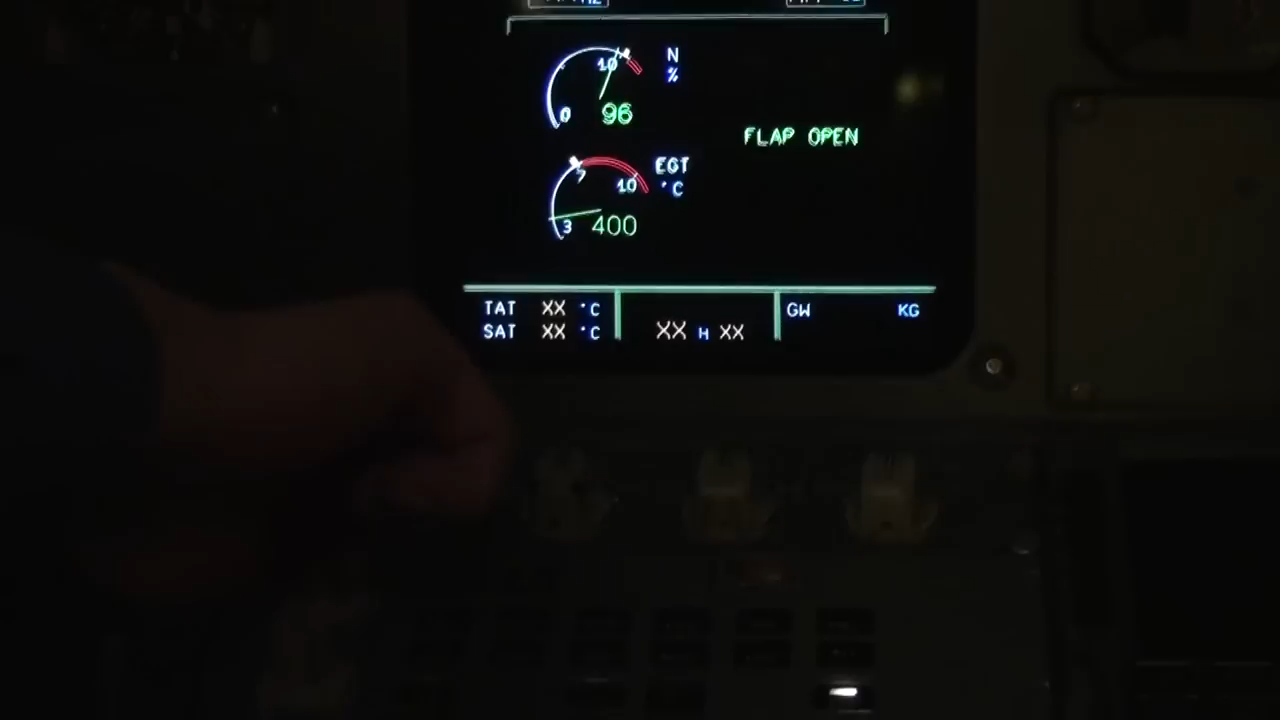 N
%
10
0
96
FLAP OPEN
EGT
°C
10
3
400
TAT XX °C
SAT XX °C
XX H XX
GW KG